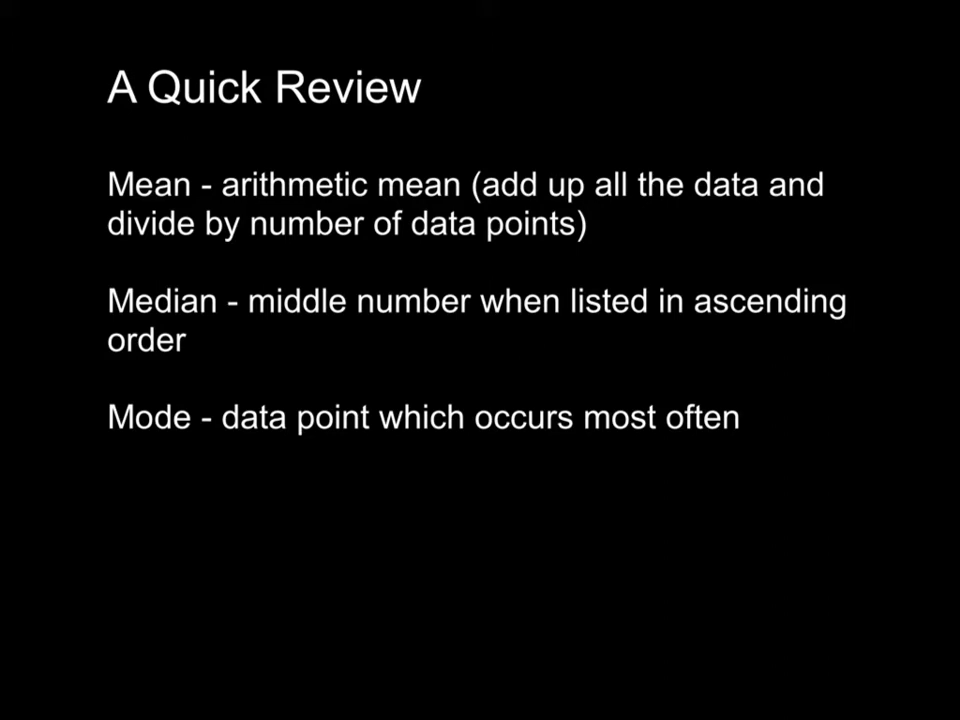 A Quick Review
Mean - arithmetic mean (add up all the data and
divide by number of data points)
Median - middle number when listed in ascending
order
Mode - data point which occurs most often